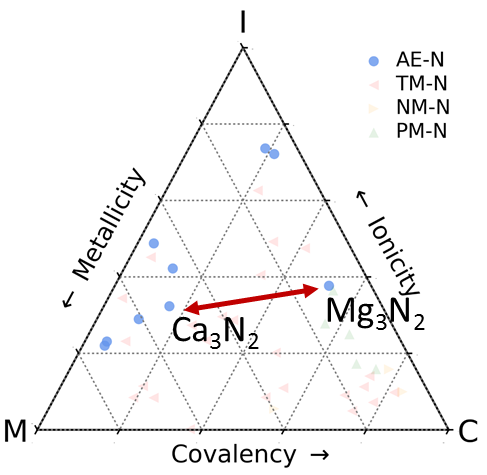 I
AE-N
TM-N
NM-N
PM-N
← Metallicity
← Ionicity
Ca₃N₂
Mg₃N₂
M
C
Covalency →